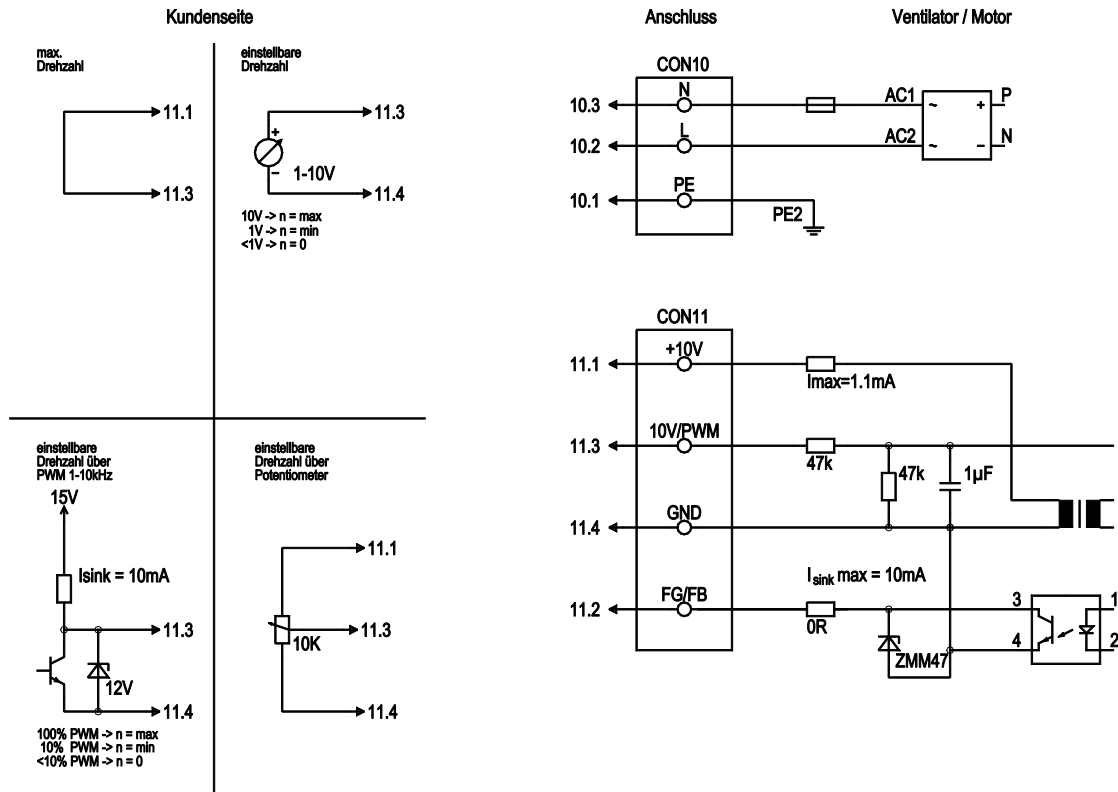 Kundenseite
Anschluss
Ventilator / Motor
max.
Drehzahl
11.1
11.3
einstellbare
Drehzahl
11.3
+
1-10V
–
11.4
10V -> n = max
1V -> n = min
<1V -> n = 0
einstellbare
Drehzahl über
PWM 1-10kHz
15V
Isink = 10mA
11.3
12V
11.4
100% PWM -> n = max
10% PWM -> n = min
<10% PWM -> n = 0
einstellbare
Drehzahl über
Potentiometer
11.1
11.3
10K
11.4
CON10
10.3
N
AC1
~
+
P
10.2
L
AC2
~
–
N
10.1
PE
PE2
CON11
11.1
+10V
Imax=1.1mA
11.3
10V/PWM
47k
47k
1µF
11.4
GND
Isink max = 10mA
11.2
FG/FB
0R
ZMM47
3
1
4
2